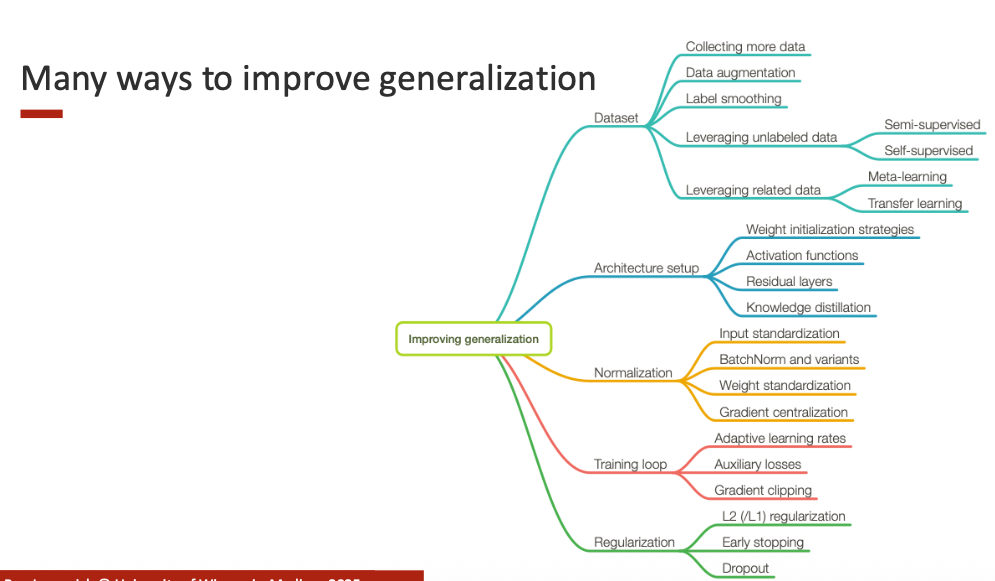 Many ways to improve generalization
Improving generalization
Dataset
Collecting more data
Data augmentation
Label smoothing
Leveraging unlabeled data
Semi-supervised
Self-supervised
Leveraging related data
Meta-learning
Transfer learning
Architecture setup
Weight initialization strategies
Activation functions
Residual layers
Knowledge distillation
Normalization
Input standardization
BatchNorm and variants
Weight standardization
Gradient centralization
Training loop
Adaptive learning rates
Auxiliary losses
Gradient clipping
Regularization
L2 (/L1) regularization
Early stopping
Dropout